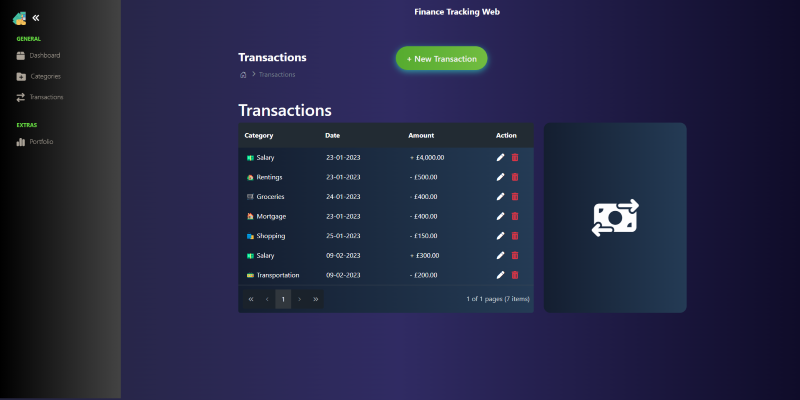 Finance Tracking Web
GENERAL
Dashboard
Categories
Transactions
EXTRAS
Portfolio
Transactions
Transactions
+ New Transaction
Transactions
Category Date Amount Action
Salary 23-01-2023 + £4,000.00
Rentings 23-01-2023 - £500.00
Groceries 24-01-2023 - £400.00
Mortgage 23-01-2023 - £400.00
Shopping 25-01-2023 - £150.00
Salary 09-02-2023 + £300.00
Transportation 09-02-2023 - £200.00
« ‹ 1 › » 1 of 1 pages (7 items)